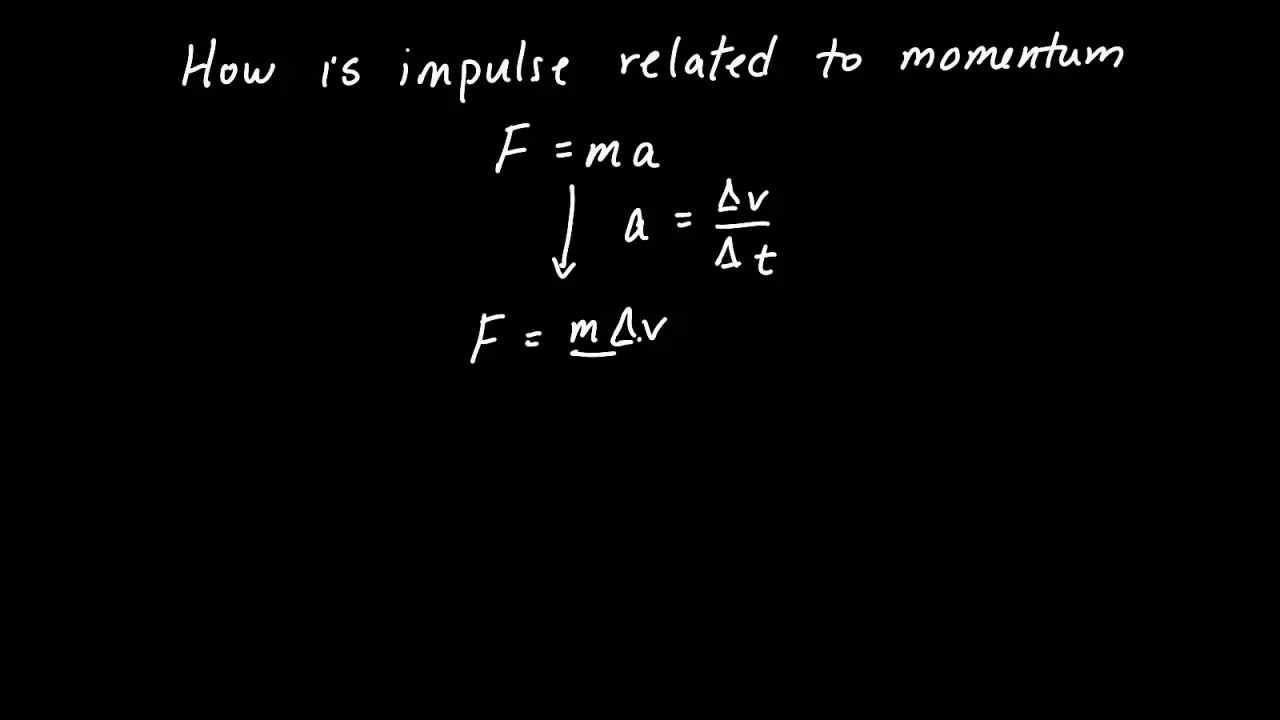 How is impulse related to momentum
F = ma
a = Δv
Δt
F = mΔv